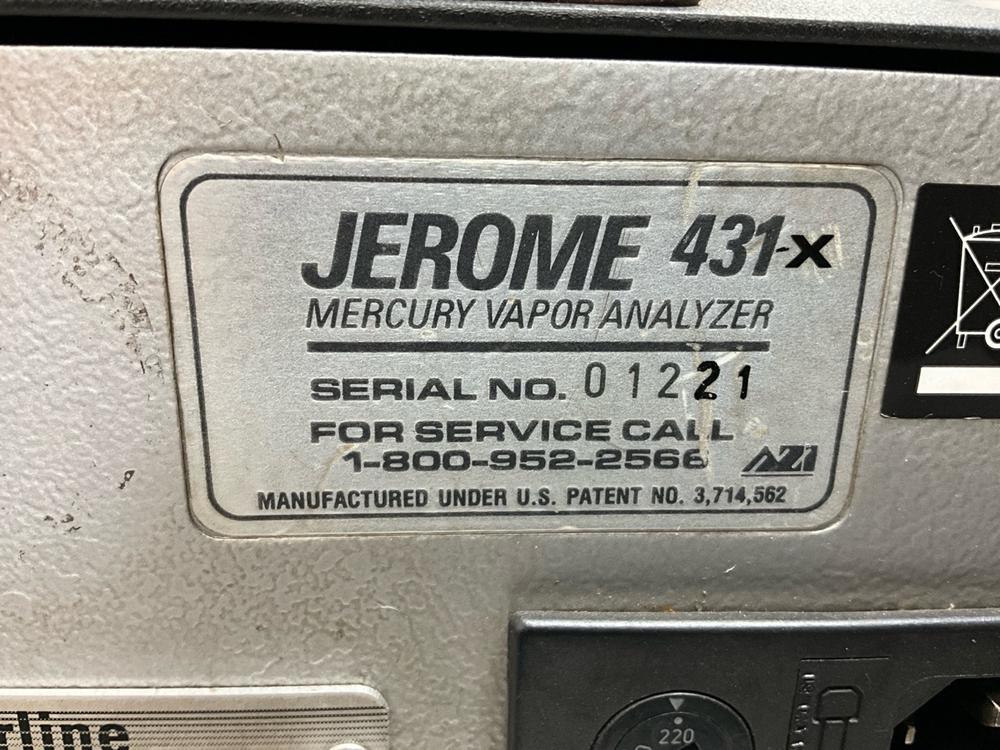 JEROME 431-X
MERCURY VAPOR ANALYZER
SERIAL NO. 01221
FOR SERVICE CALL
1-800-952-2566
AZI
MANUFACTURED UNDER U.S. PATENT NO. 3,714,562
rline
220